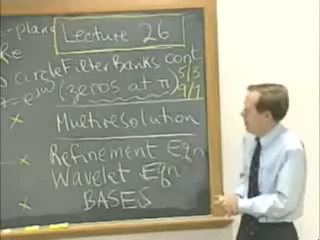 -plane
Lecture 26
Re
circle Filter Banks cont.
z=e^jω (zeros at π) 5/3
9/7
x Multiresolution
x Refinement Eqn
Wavelet Eqn
x BASES